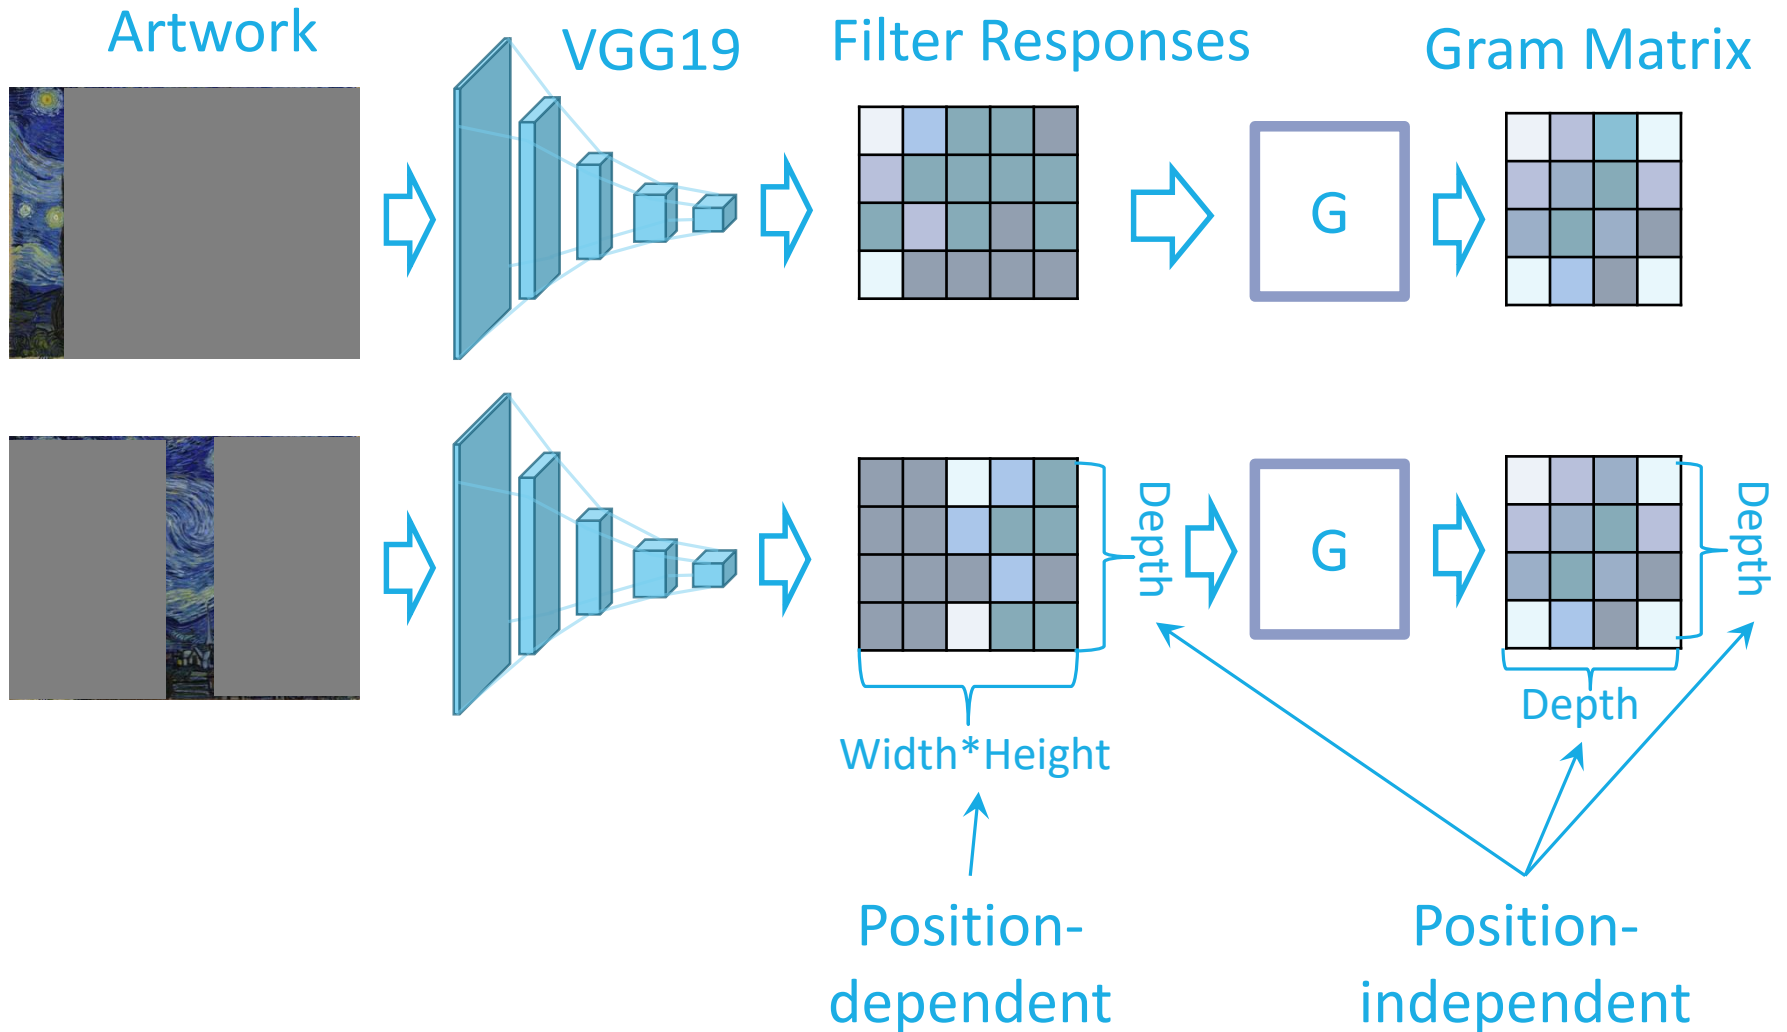 Artwork
VGG19
Filter Responses
Gram Matrix
G
Depth
G
Depth
Depth
Width*Height
Position-
dependent
Position-
independent